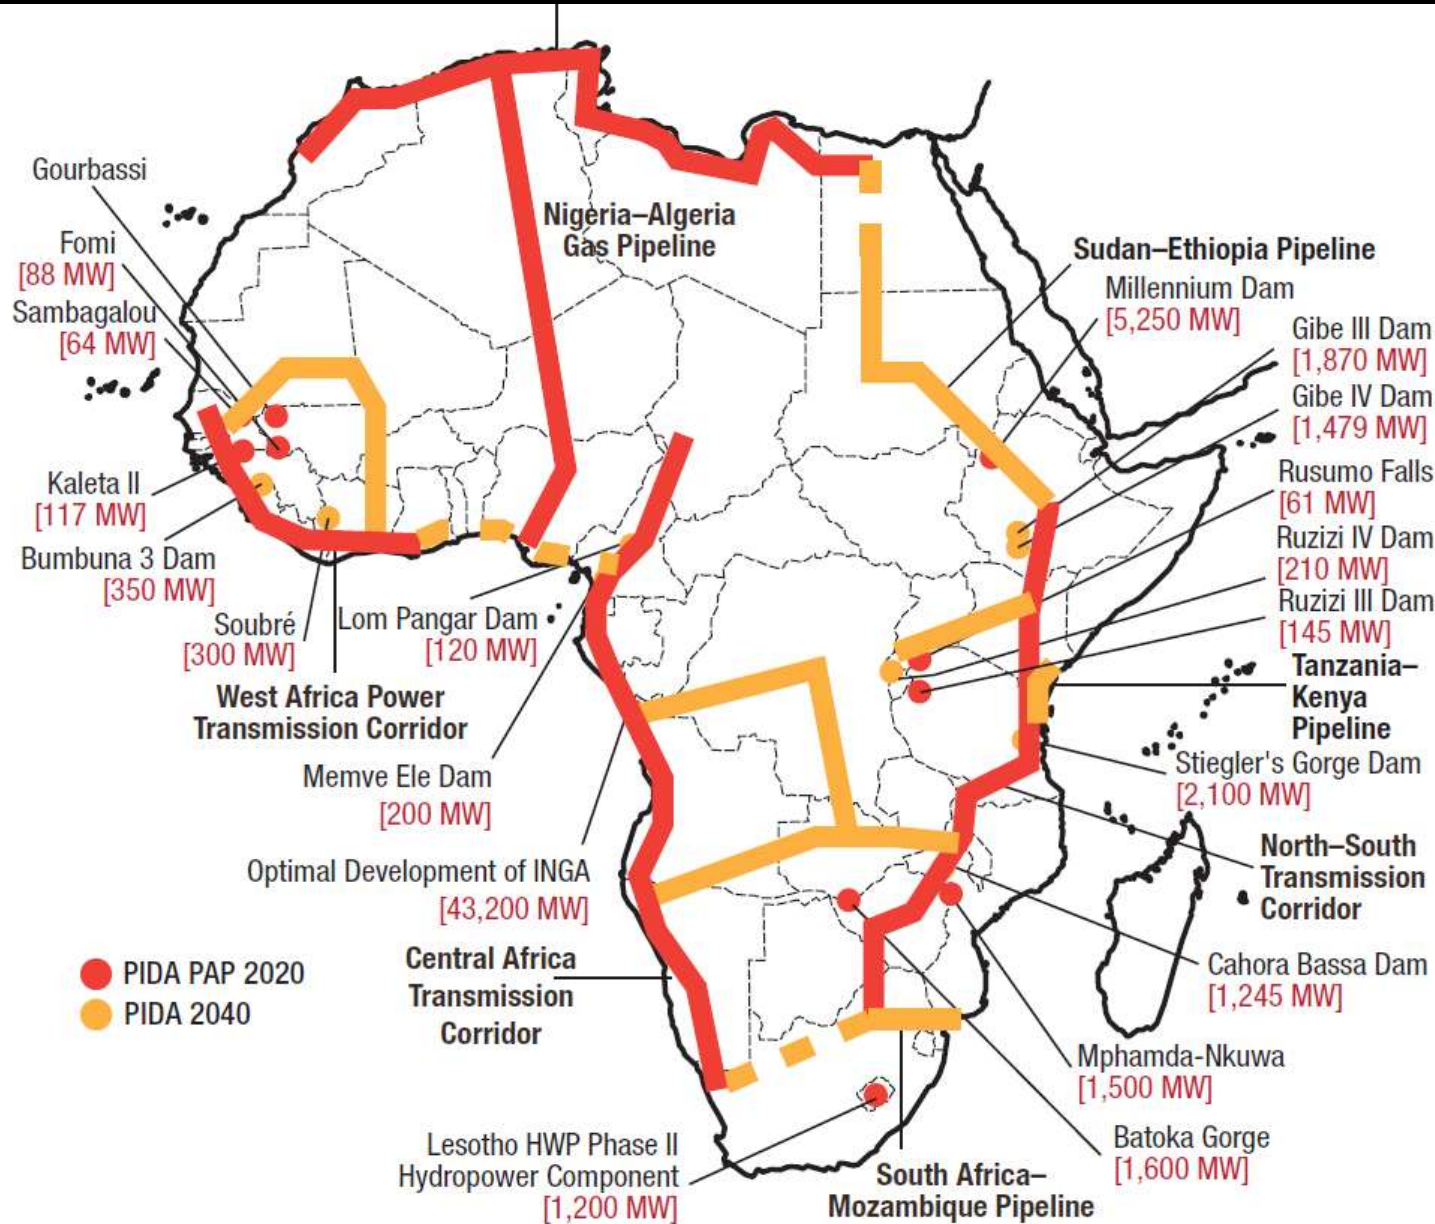 Gourbassi
Fomi
[88 MW]
Sambagalou
[64 MW]
Kaleta II
[117 MW]
Bumbuna 3 Dam
[350 MW]
Soubré
[300 MW]
Lom Pangar Dam
[120 MW]
West Africa Power
Transmission Corridor
Memve Ele Dam
[200 MW]
Optimal Development of INGA
[43,200 MW]
PIDA PAP 2020
PIDA 2040
Central Africa
Transmission
Corridor
Lesotho HWP Phase II
Hydropower Component
[1,200 MW]
Nigeria–Algeria
Gas Pipeline
Sudan–Ethiopia Pipeline
Millennium Dam
[5,250 MW]
Gibe III Dam
[1,870 MW]
Gibe IV Dam
[1,479 MW]
Rusumo Falls
[61 MW]
Ruzizi IV Dam
[210 MW]
Ruzizi III Dam
[145 MW]
Tanzania–
Kenya
Pipeline
Stiegler's Gorge Dam
[2,100 MW]
North–South
Transmission
Corridor
Cahora Bassa Dam
[1,245 MW]
Mphamda-Nkuwa
[1,500 MW]
Batoka Gorge
[1,600 MW]
South Africa–
Mozambique Pipeline